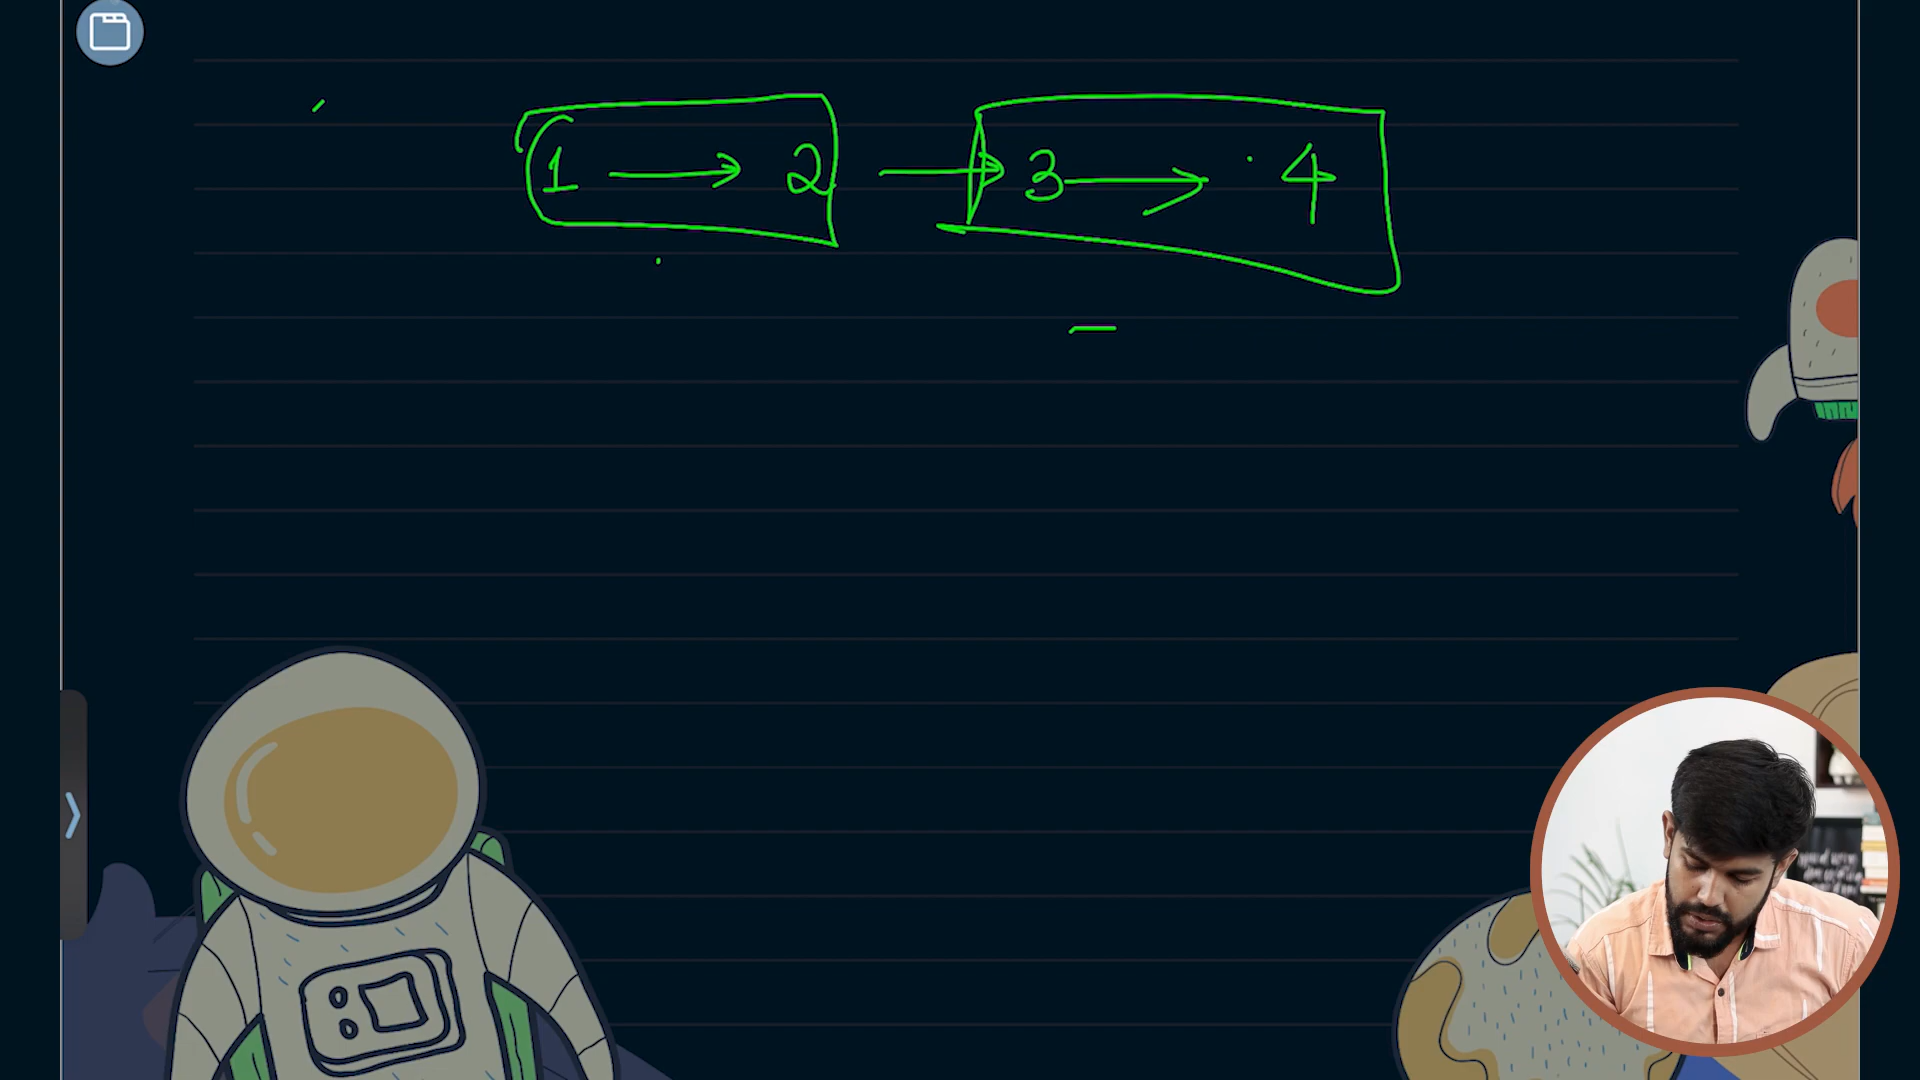 1 → 2 → 3 → 4